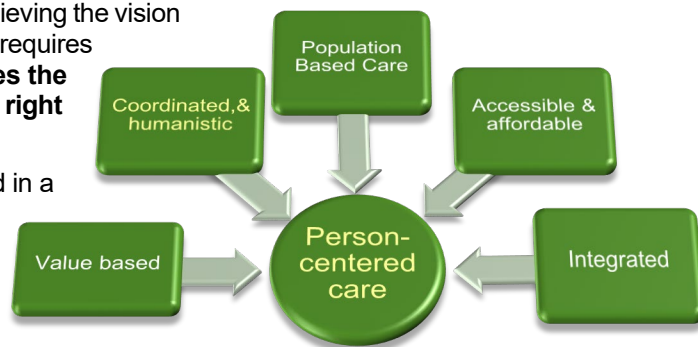 ieving the vision
requires
es the
right
d in a
Population
Based Care
Coordinated,&
humanistic
Accessible &
affordable
Value based
Person-
centered
care
Integrated